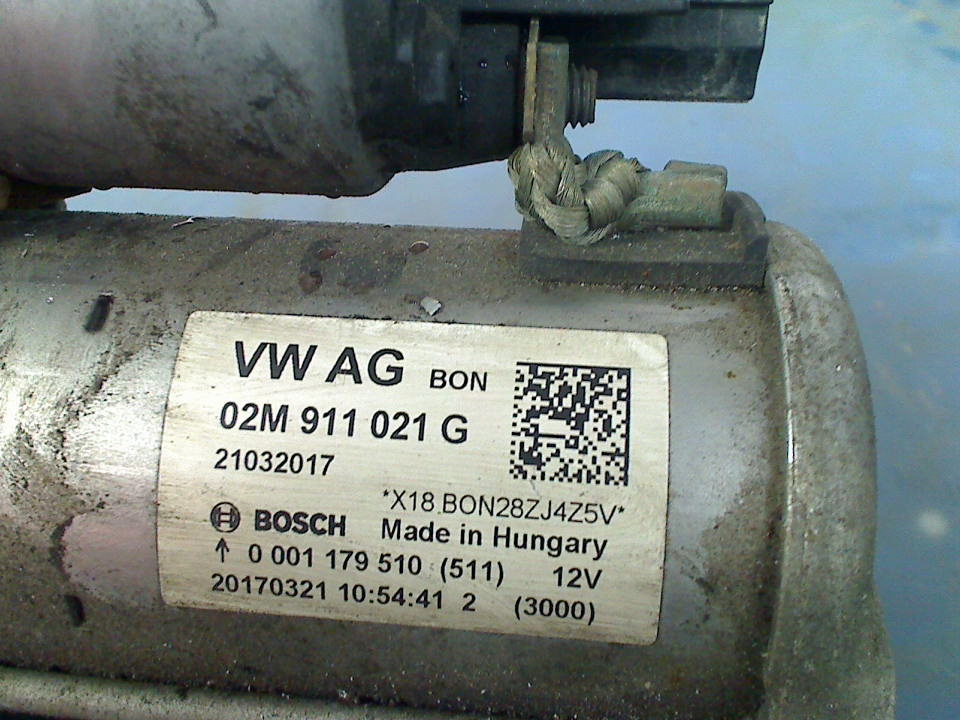 VW AG BON
02M 911 021 G
21032017
*X18.BON28ZJ4Z5V*
BOSCH Made in Hungary
↑ 0 001 179 510 (511) 12V
20170321 10:54:41 2 (3000)